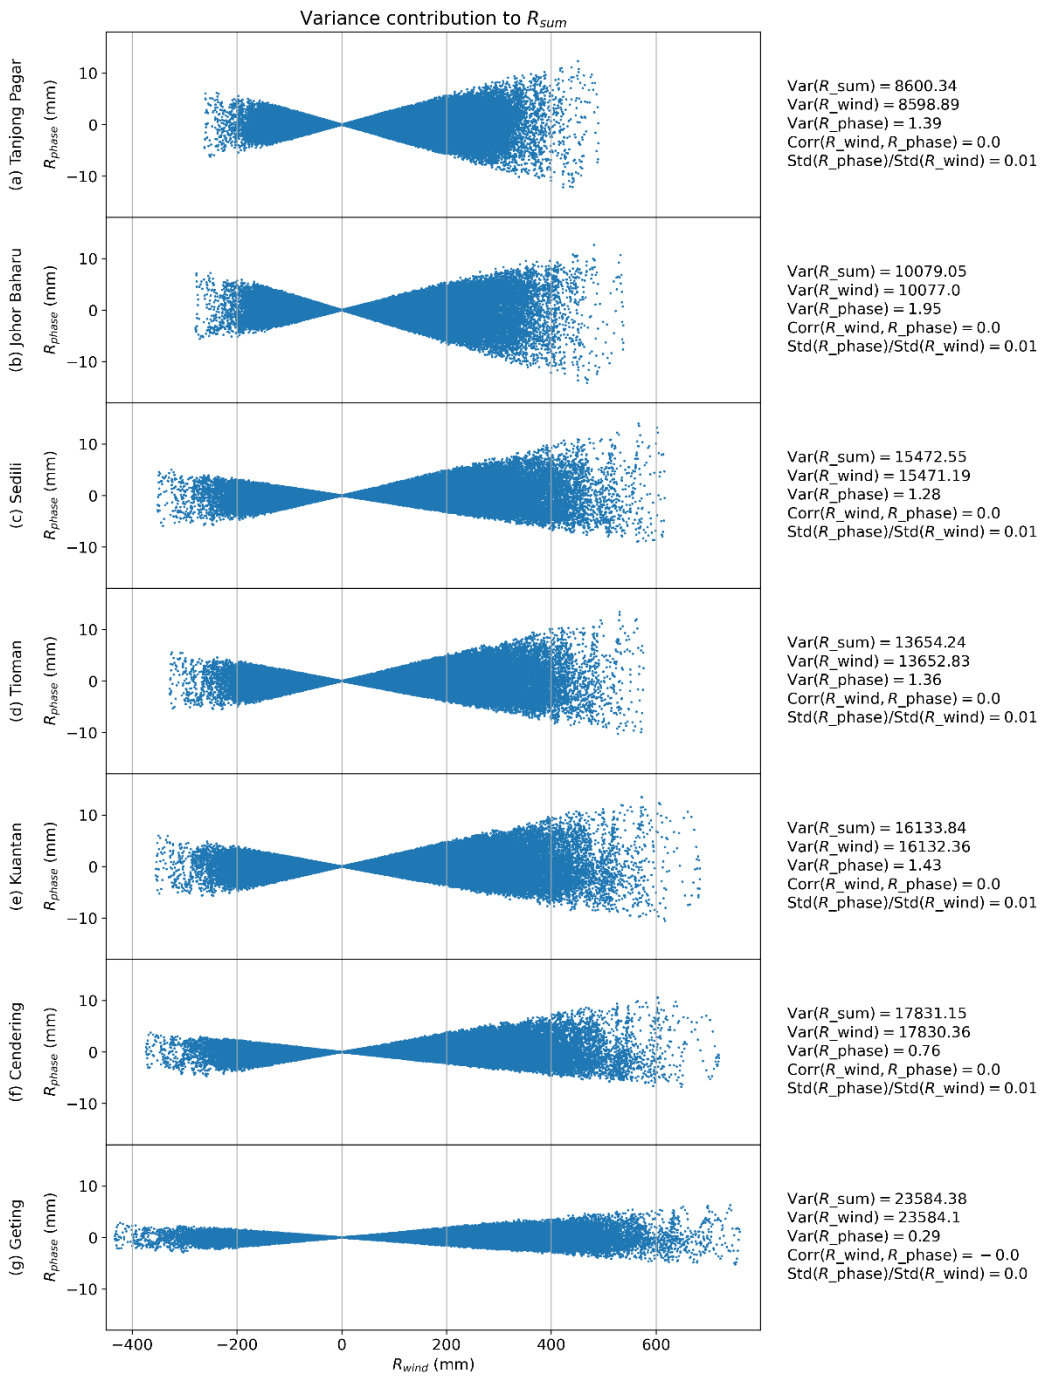 Variance contribution to R_sum
(a) Tanjong Pagar
R_phase (mm)
10
0
−10
Var(R_sum) = 8600.34
Var(R_wind) = 8598.89
Var(R_phase) = 1.39
Corr(R_wind, R_phase) = 0.0
Std(R_phase)/Std(R_wind) = 0.01
(b) Johor Baharu
R_phase (mm)
10
0
−10
Var(R_sum) = 10079.05
Var(R_wind) = 10077.0
Var(R_phase) = 1.95
Corr(R_wind, R_phase) = 0.0
Std(R_phase)/Std(R_wind) = 0.01
(c) Sedili
R_phase (mm)
10
0
−10
Var(R_sum) = 15472.55
Var(R_wind) = 15471.19
Var(R_phase) = 1.28
Corr(R_wind, R_phase) = 0.0
Std(R_phase)/Std(R_wind) = 0.01
(d) Tioman
R_phase (mm)
10
0
−10
Var(R_sum) = 13654.24
Var(R_wind) = 13652.83
Var(R_phase) = 1.36
Corr(R_wind, R_phase) = 0.0
Std(R_phase)/Std(R_wind) = 0.01
(e) Kuantan
R_phase (mm)
10
0
−10
Var(R_sum) = 16133.84
Var(R_wind) = 16132.36
Var(R_phase) = 1.43
Corr(R_wind, R_phase) = 0.0
Std(R_phase)/Std(R_wind) = 0.01
(f) Cendering
R_phase (mm)
10
0
−10
Var(R_sum) = 17831.15
Var(R_wind) = 17830.36
Var(R_phase) = 0.76
Corr(R_wind, R_phase) = 0.0
Std(R_phase)/Std(R_wind) = 0.01
(g) Geting
R_phase (mm)
10
0
−10
Var(R_sum) = 23584.38
Var(R_wind) = 23584.1
Var(R_phase) = 0.29
Corr(R_wind, R_phase) = −0.0
Std(R_phase)/Std(R_wind) = 0.0
−400 −200 0 200 400 600
R_wind (mm)